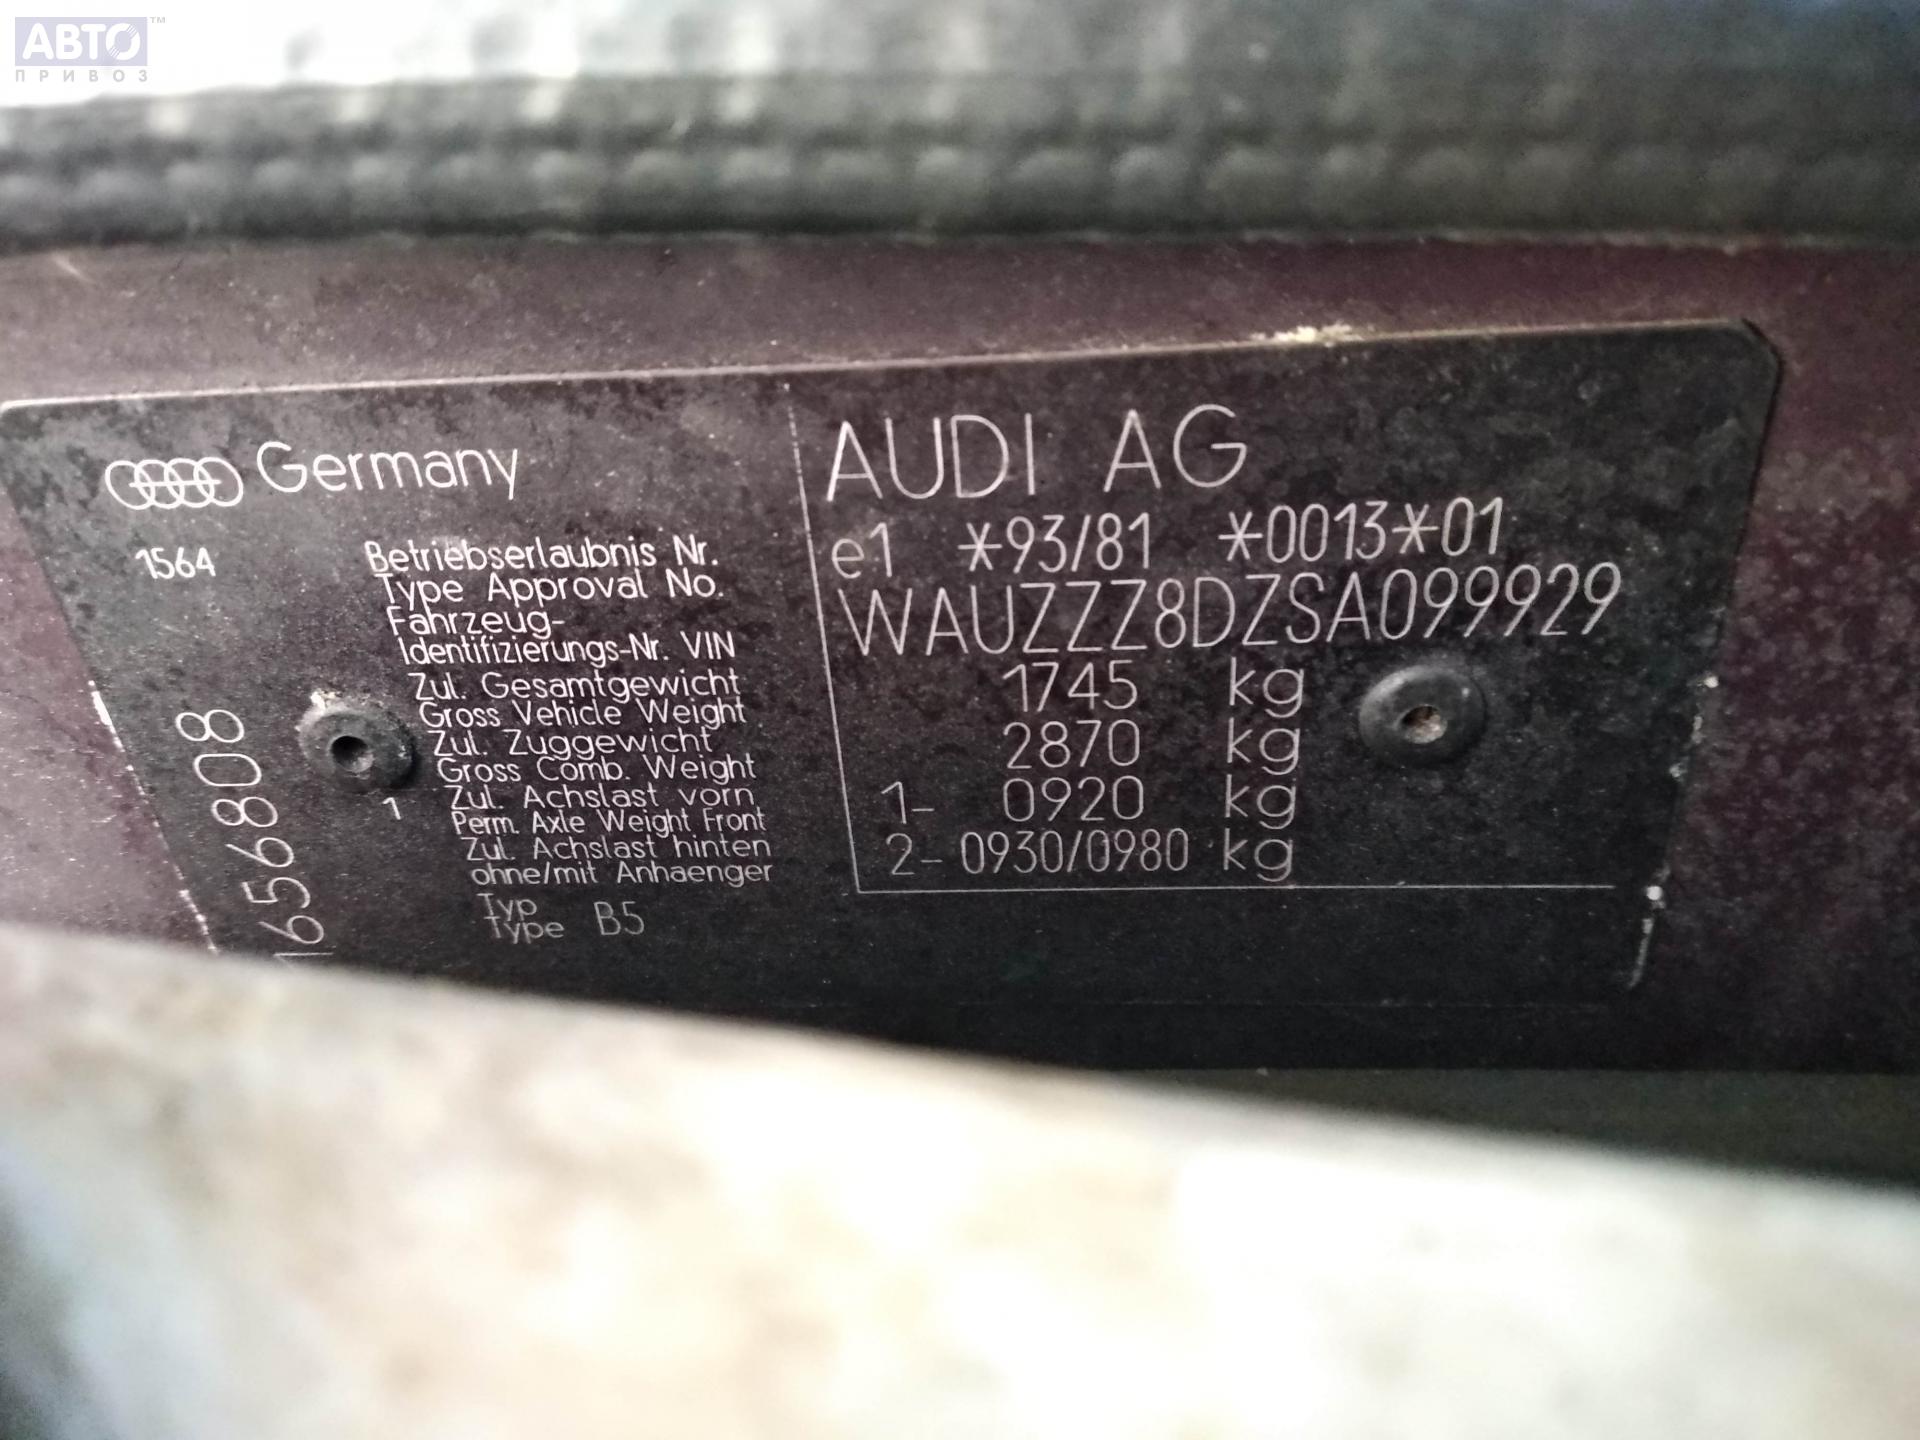 АВТО™
ПРИВОЗ
Germany
1564
Betriebserlaubnis Nr.
Type Approval No.
Fahrzeug-
Identifizierungs-Nr. VIN
Zul. Gesamtgewicht
Gross Vehicle Weight
Zul. Zuggewicht
Gross Comb. Weight
1 Zul. Achslast vorn
Perm. Axle Weight Front
Zul. Achslast hinten
ohne/mit Anhaenger
Typ
Type B5
AUDI AG
e1 *93/81 *0013*01
WAUZZZ8DZSA099929
1745 kg
2870 kg
1- 0920 kg
2- 0930/0980 kg
1656808